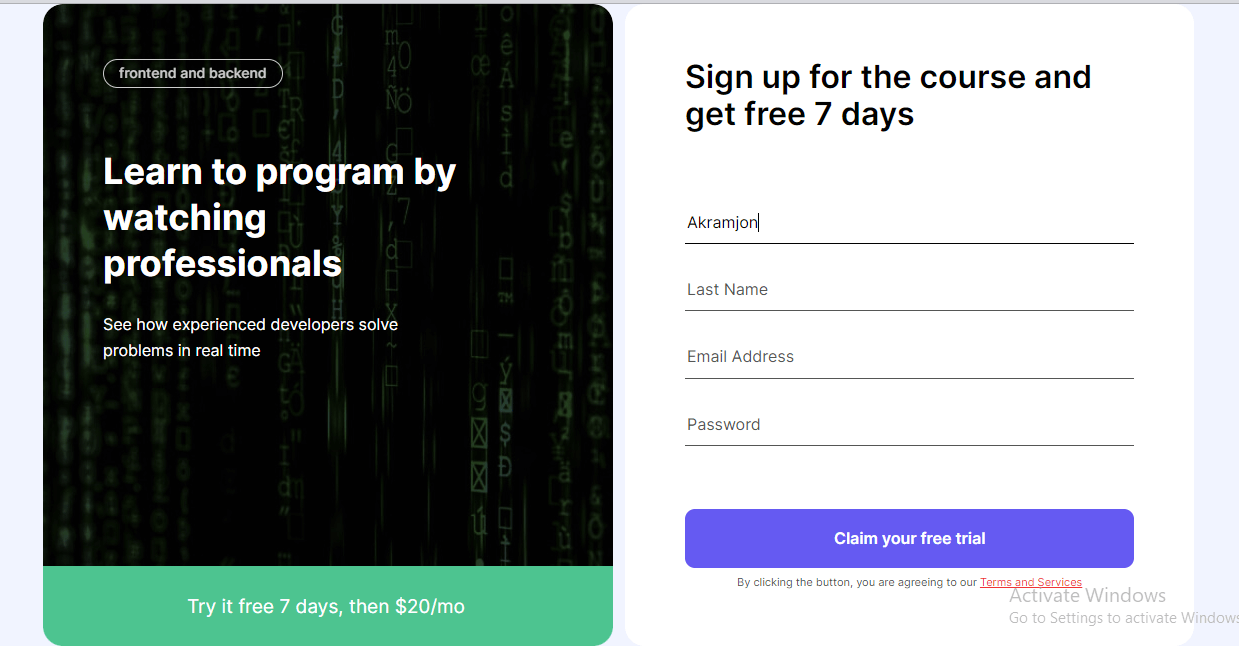 frontend and backend
Learn to program by
watching
professionals
See how experienced developers solve
problems in real time
Try it free 7 days, then $20/mo
Sign up for the course and
get free 7 days
Akramjon
Last Name
Email Address
Password
Claim your free trial
By clicking the button, you are agreeing to our Terms and Services
Activate Windows
Go to Settings to activate Windows